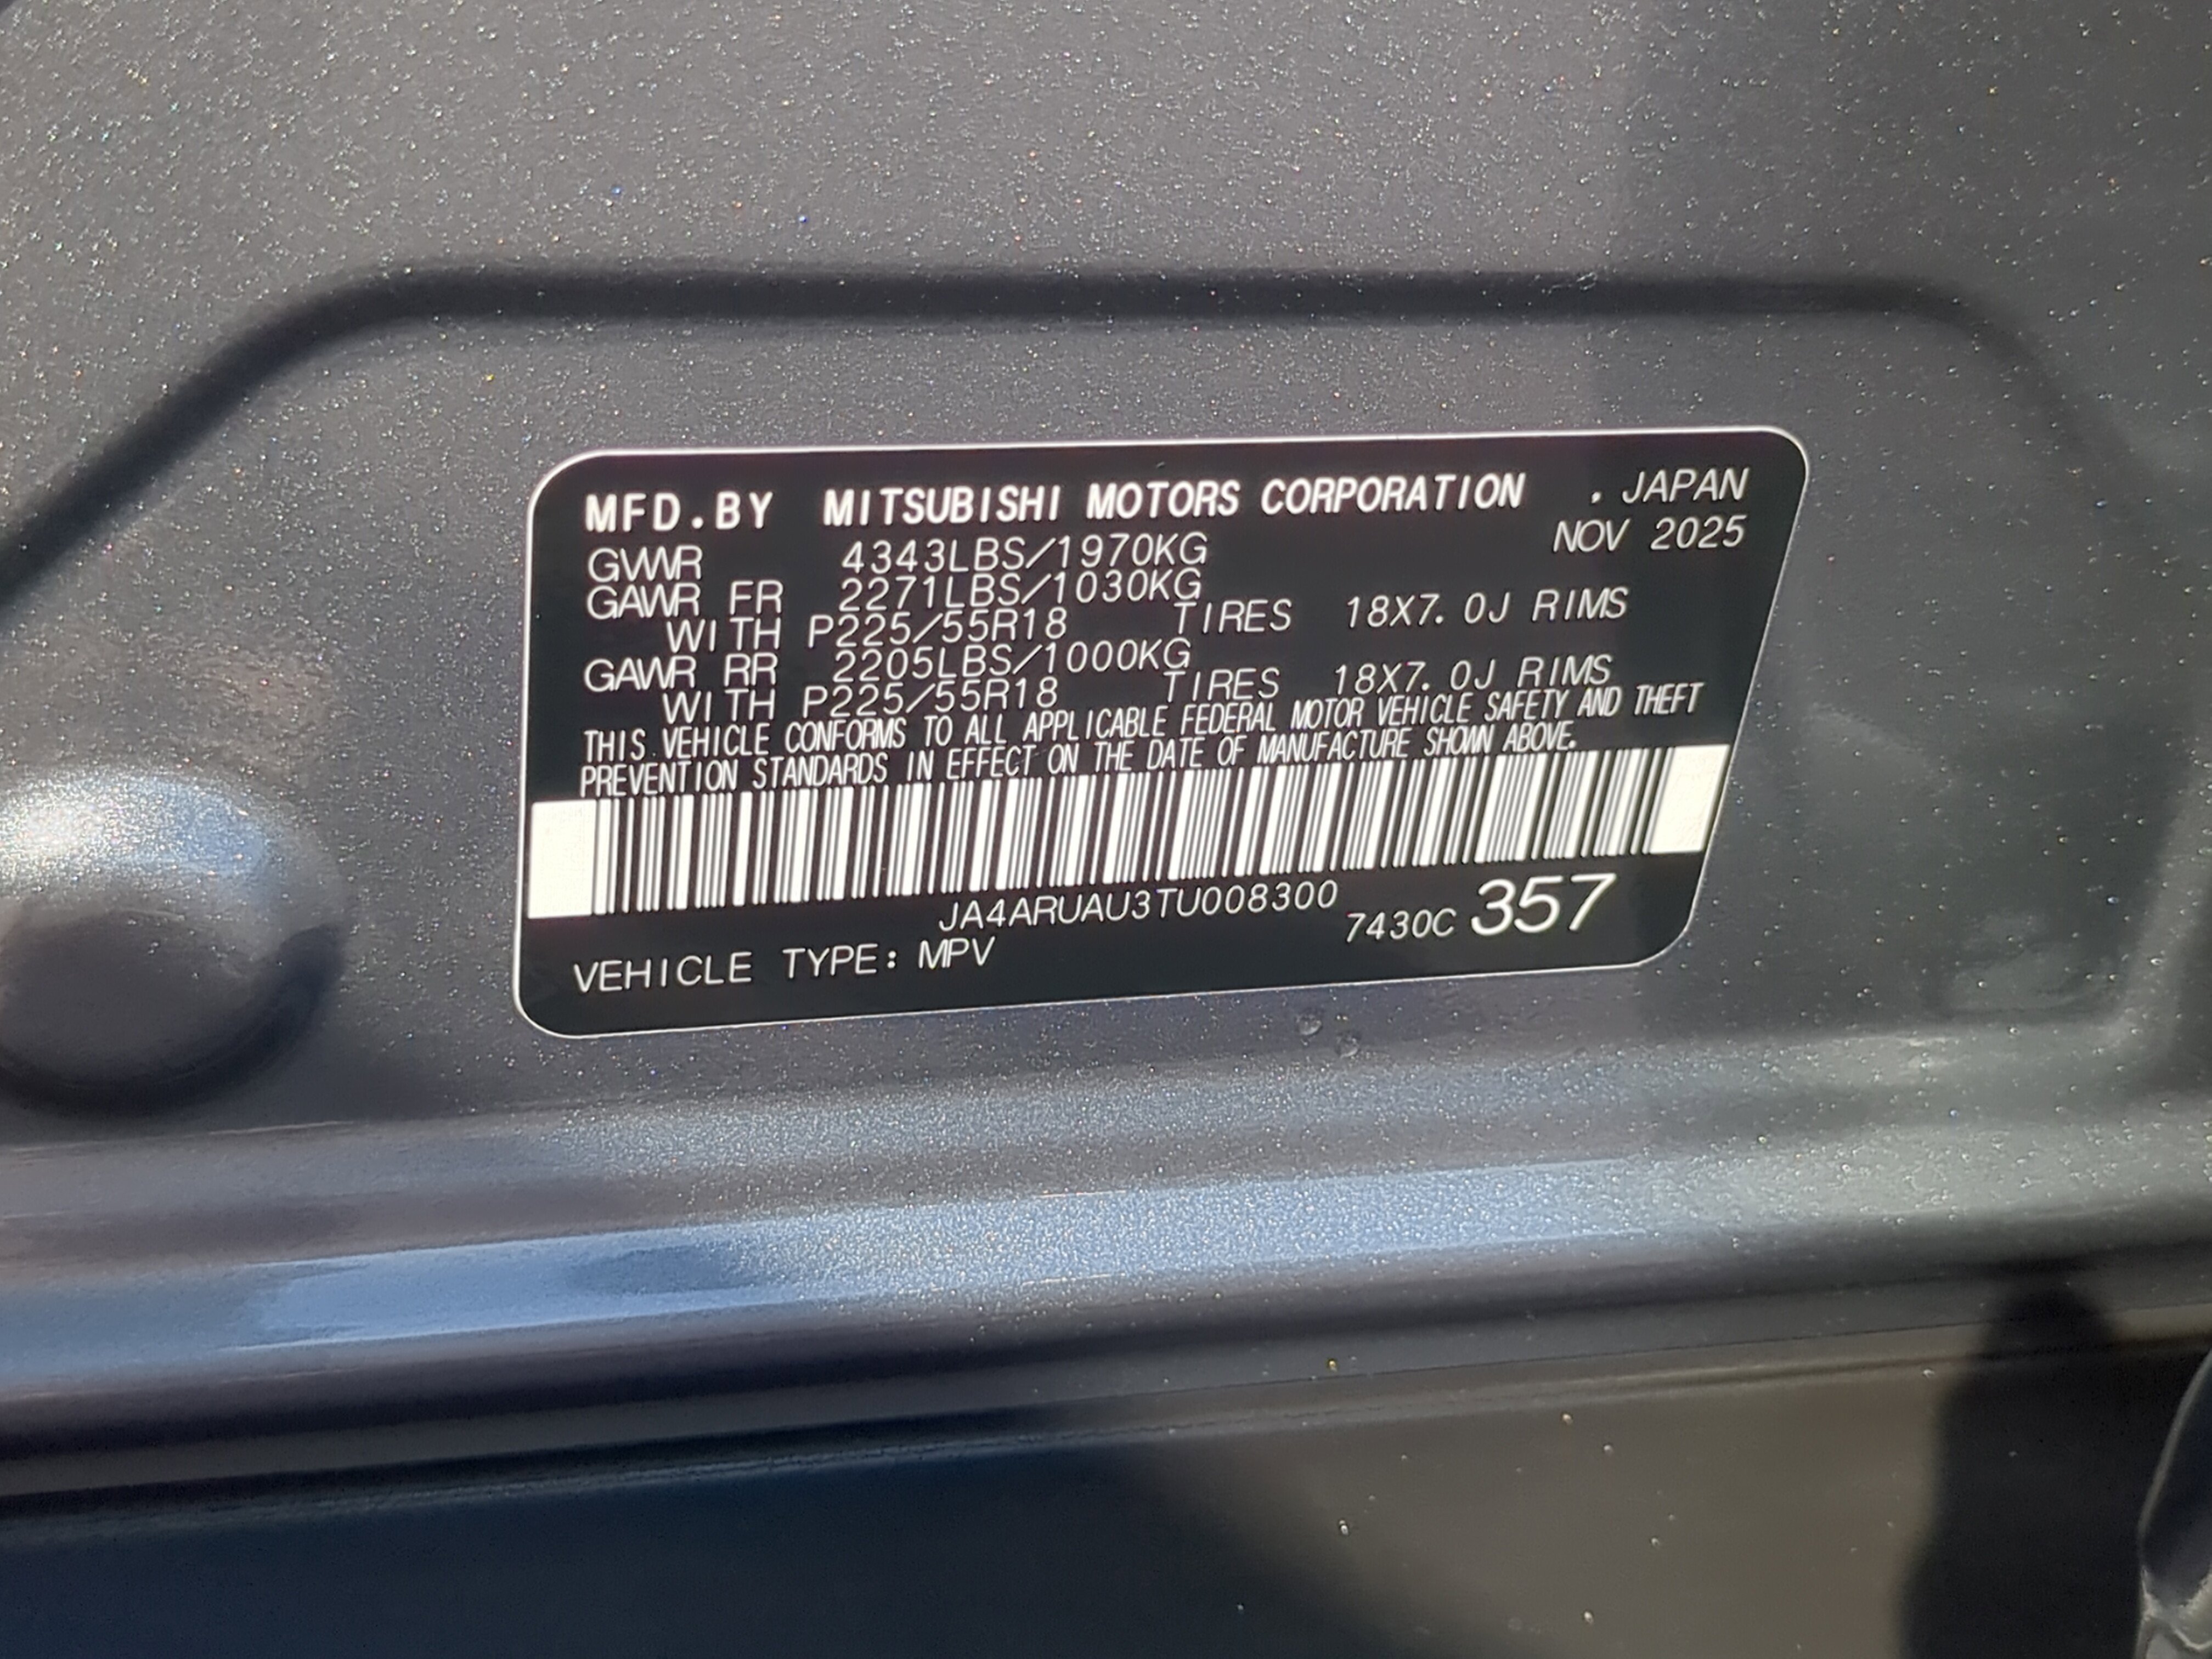 MFD.BY MITSUBISHI MOTORS CORPORATION . JAPAN
NOV 2025
GVWR 4343LBS/1970KG
GAWR FR 2271LBS/1030KG
WITH P225/55R18 TIRES 18X7.0J RIMS
GAWR RR 2205LBS/1000KG
WITH P225/55R18 TIRES 18X7.0J RIMS
THIS VEHICLE CONFORMS TO ALL APPLICABLE FEDERAL MOTOR VEHICLE SAFETY AND THEFT
PREVENTION STANDARDS IN EFFECT ON THE DATE OF MANUFACTURE SHOWN ABOVE.
JA4ARUAU3TU008300
7430C 357
VEHICLE TYPE: MPV